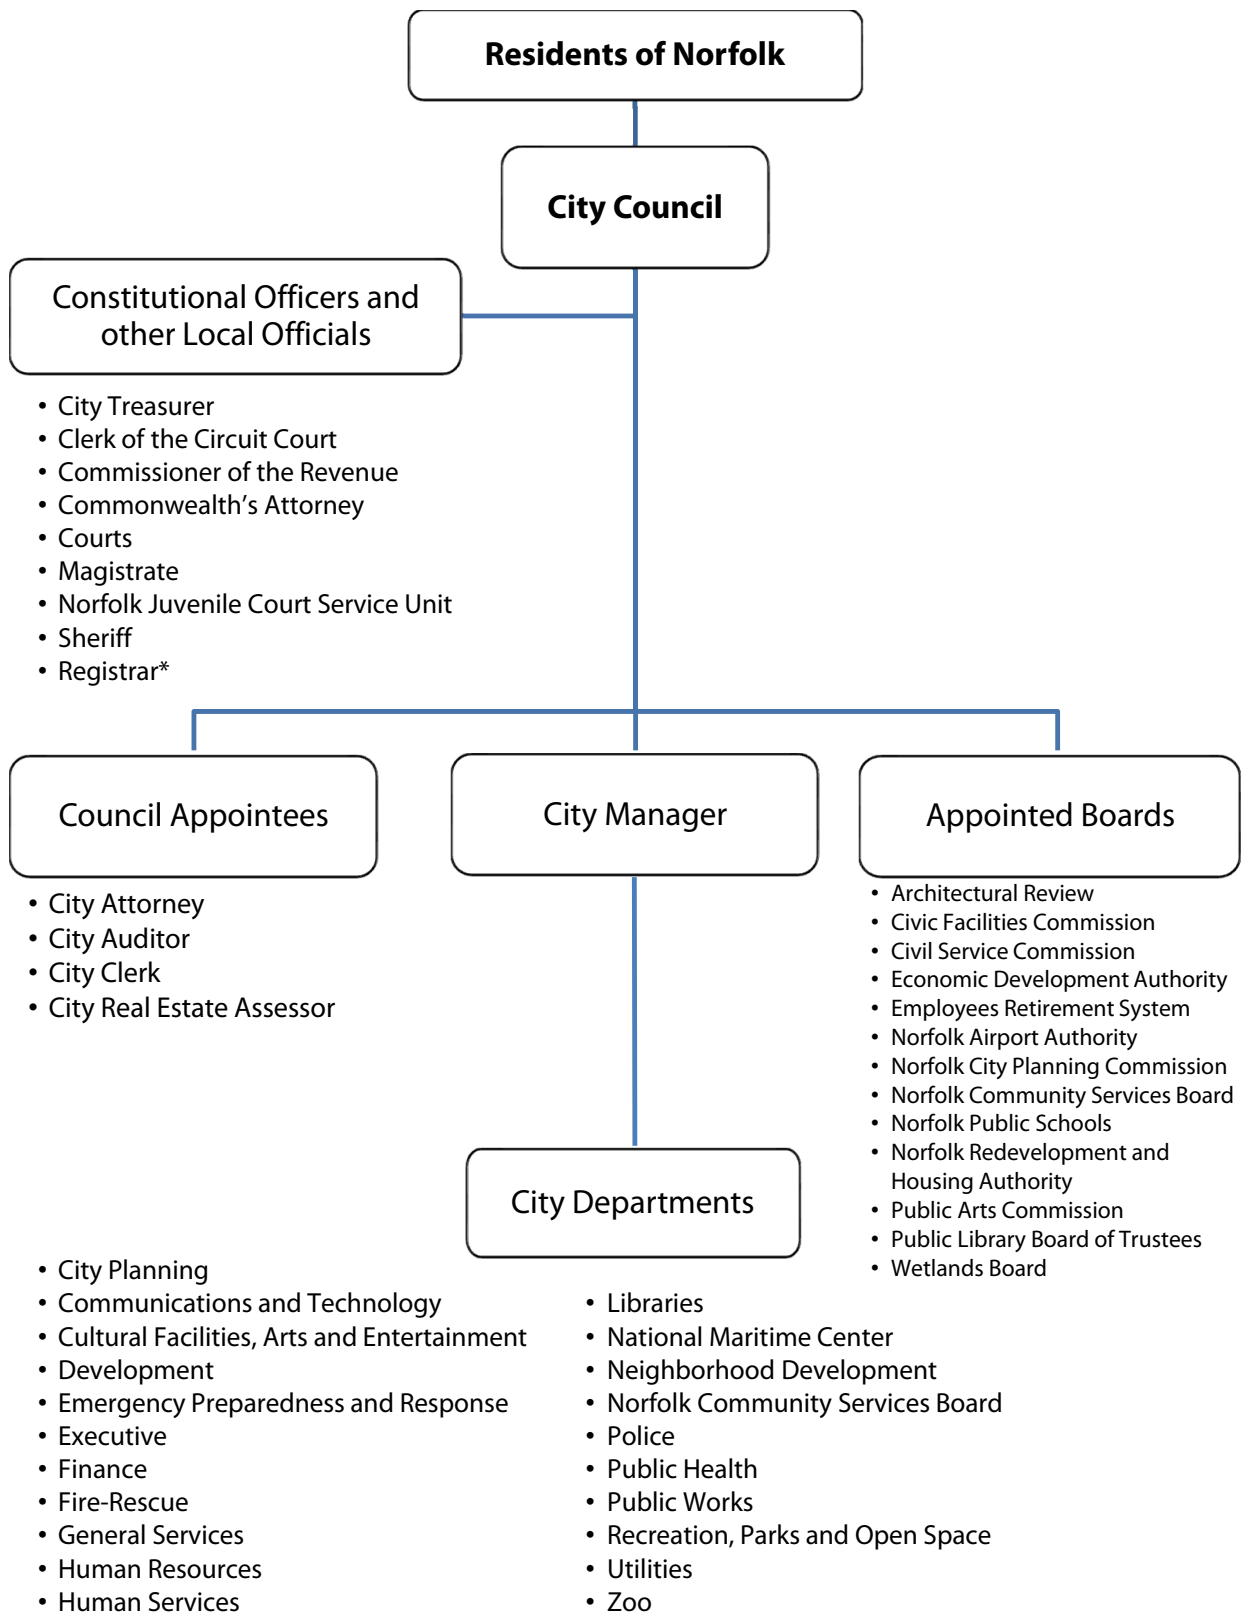 Residents of Norfolk
City Council
Constitutional Officers and
other Local Officials
• City Treasurer
• Clerk of the Circuit Court
• Commissioner of the Revenue
• Commonwealth’s Attorney
• Courts
• Magistrate
• Norfolk Juvenile Court Service Unit
• Sheriff
• Registrar*
Council Appointees
• City Attorney
• City Auditor
• City Clerk
• City Real Estate Assessor
City Manager
Appointed Boards
• Architectural Review
• Civic Facilities Commission
• Civil Service Commission
• Economic Development Authority
• Employees Retirement System
• Norfolk Airport Authority
• Norfolk City Planning Commission
• Norfolk Community Services Board
• Norfolk Public Schools
• Norfolk Redevelopment and
Housing Authority
• Public Arts Commission
• Public Library Board of Trustees
• Wetlands Board
City Departments
• City Planning
• Communications and Technology
• Cultural Facilities, Arts and Entertainment
• Development
• Emergency Preparedness and Response
• Executive
• Finance
• Fire-Rescue
• General Services
• Human Resources
• Human Services
• Libraries
• National Maritime Center
• Neighborhood Development
• Norfolk Community Services Board
• Police
• Public Health
• Public Works
• Recreation, Parks and Open Space
• Utilities
• Zoo